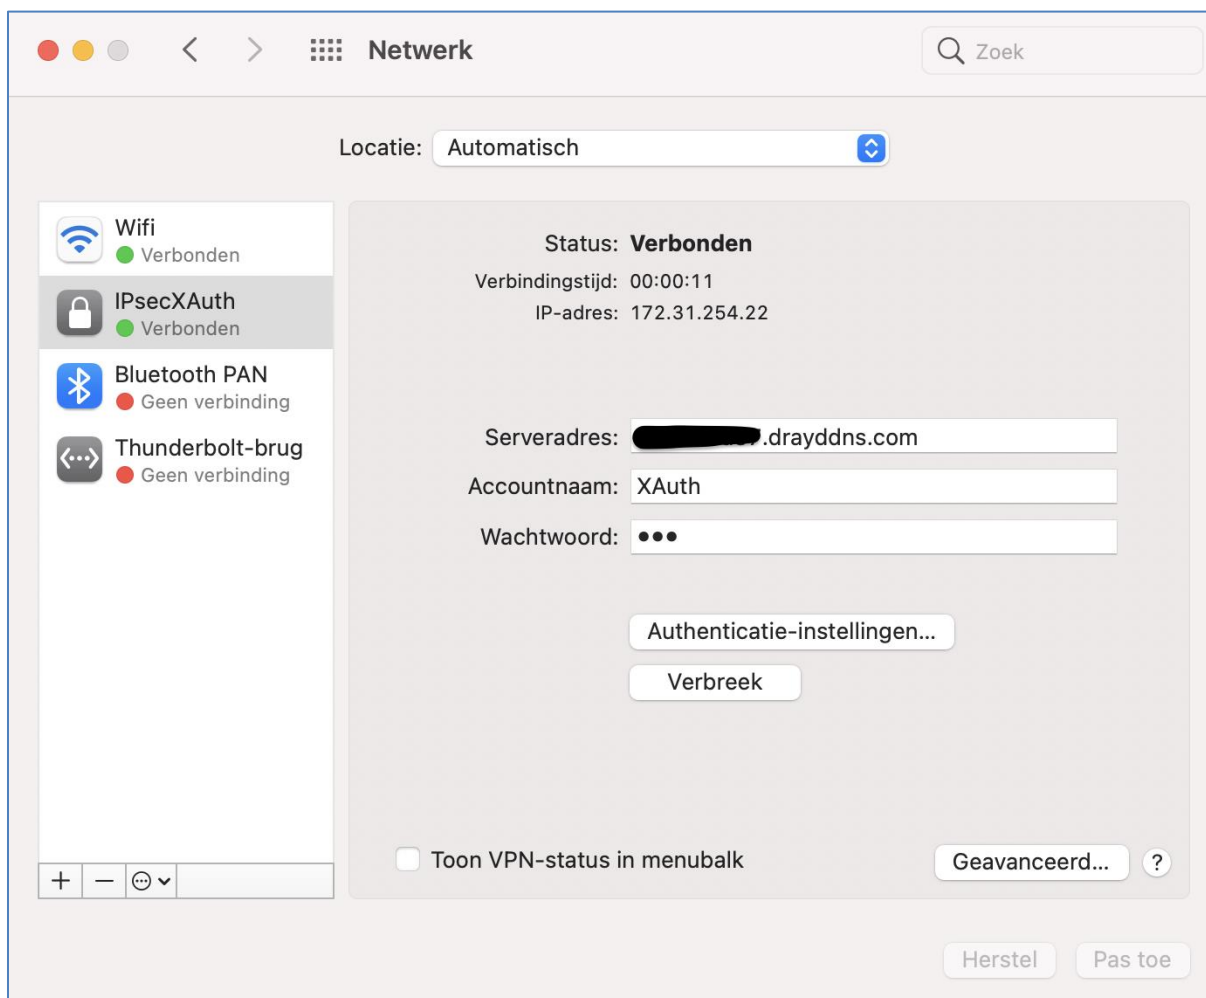 Netwerk
Zoek
Locatie: Automatisch
Wifi
Verbonden
IPsecXAuth
Verbonden
Bluetooth PAN
Geen verbinding
Thunderbolt-brug
Geen verbinding
Status: Verbonden
Verbindingstijd: 00:00:11
IP-adres: 172.31.254.22
Serveradres: .drayddns.com
Accountnaam: XAuth
Wachtwoord: •••
Authenticatie-instellingen...
Verbreek
Toon VPN-status in menubalk
Geavanceerd... ?
Herstel Pas toe